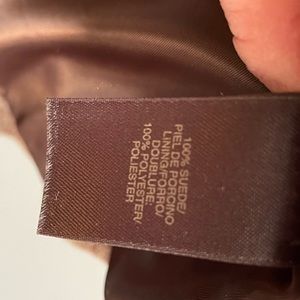 100% SUEDE/
PIEL DE PORCINO
LINING/FORRO/
DOUBLURE:
100% POLYESTER/
POLIESTER